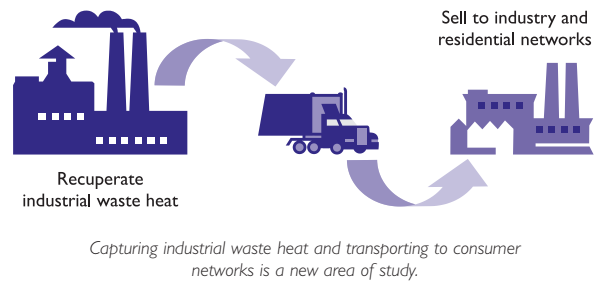 Sell to industry and
residential networks
Recuperate
industrial waste heat
Capturing industrial waste heat and transporting to consumer
networks is a new area of study.